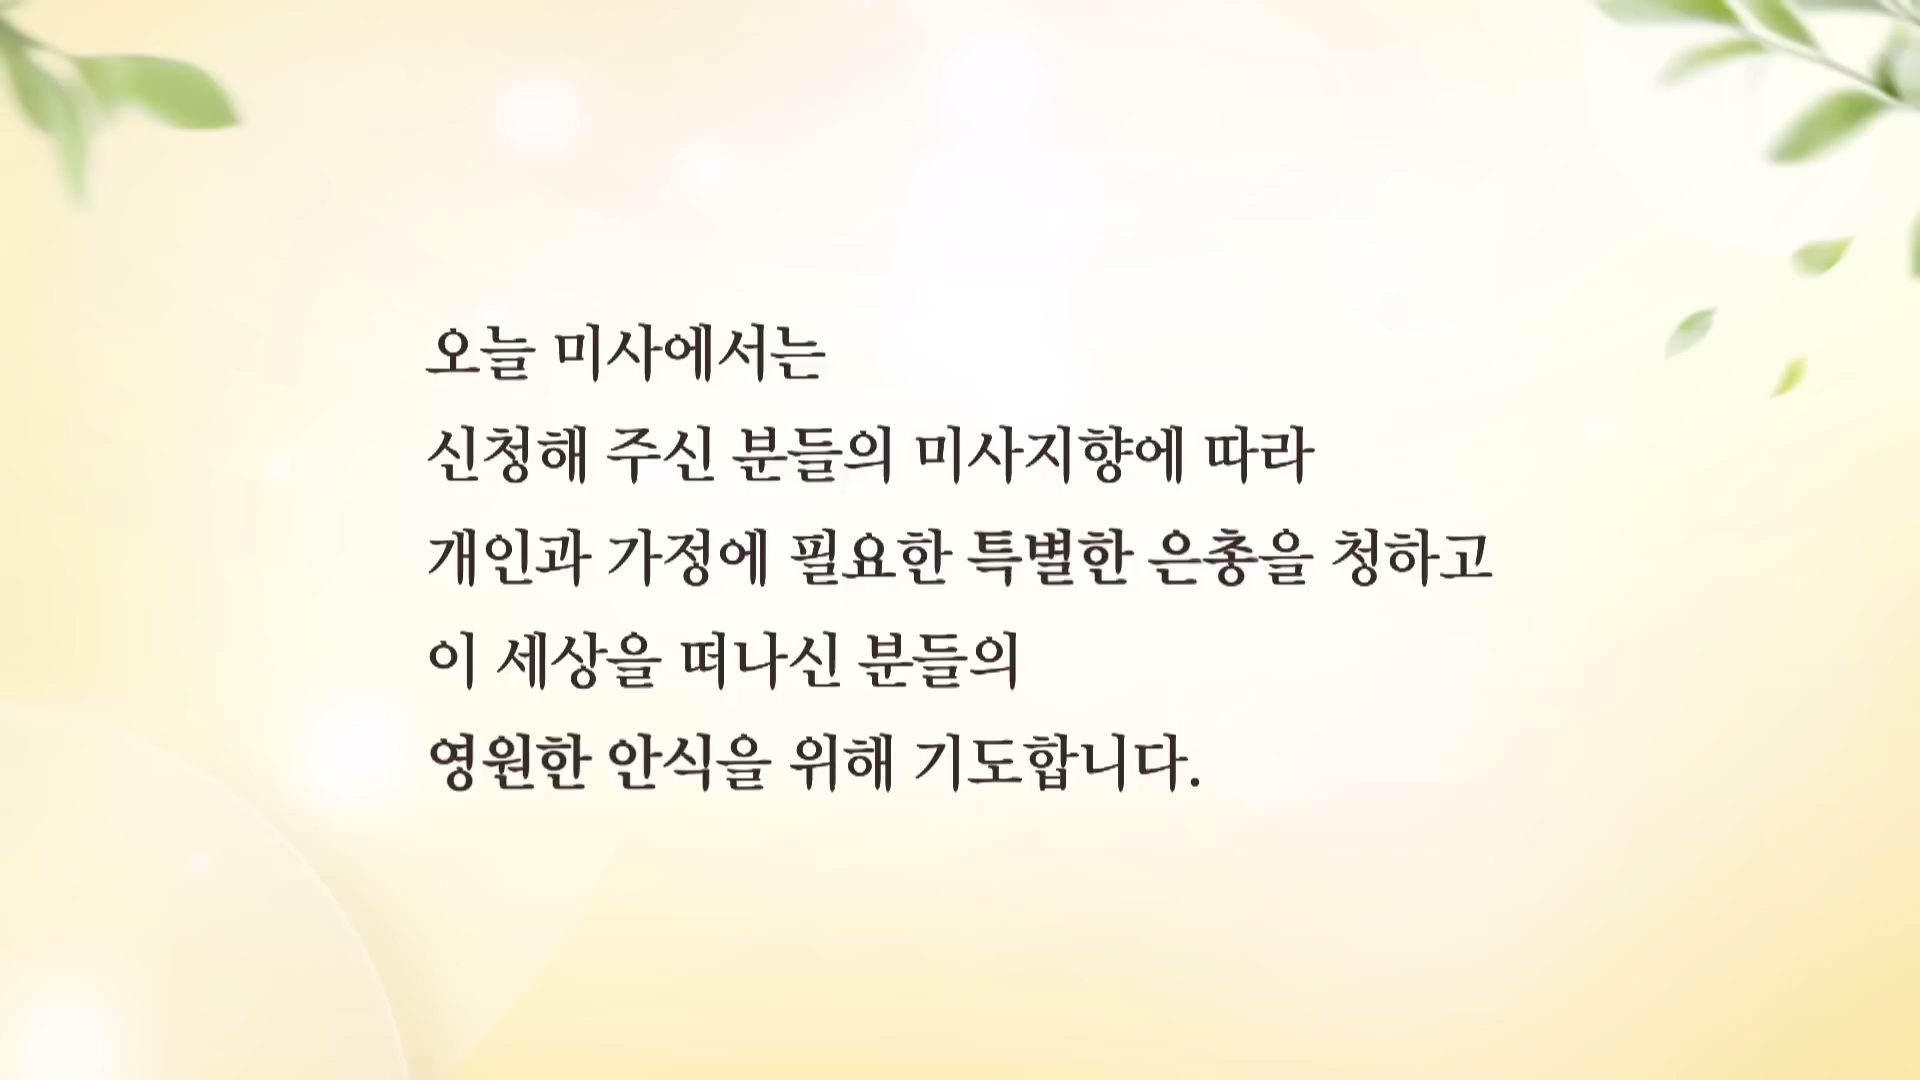 오늘 미사에서는
신청해 주신 분들의 미사지향에 따라
개인과 가정에 필요한 특별한 은총을 청하고
이 세상을 떠나신 분들의
영원한 안식을 위해 기도합니다.